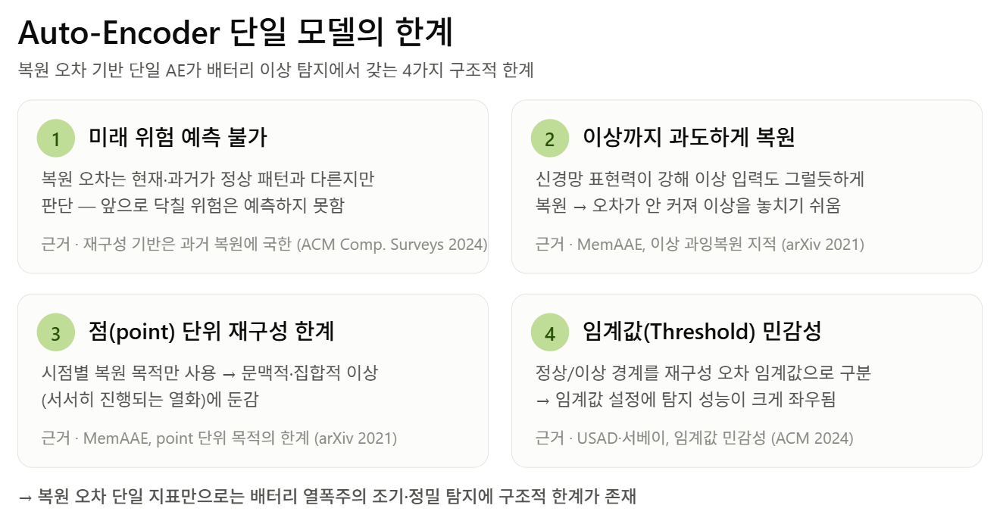 Auto-Encoder 단일 모델의 한계
복원 오차 기반 단일 AE가 배터리 이상 탐지에서 갖는 4가지 구조적 한계
1 미래 위험 예측 불가
복원 오차는 현재·과거가 정상 패턴과 다른지만
판단 — 앞으로 닥칠 위험은 예측하지 못함
근거 · 재구성 기반은 과거 복원에 국한 (ACM Comp. Surveys 2024)
2 이상까지 과도하게 복원
신경망 표현력이 강해 이상 입력도 그럴듯하게
복원 → 오차가 안 커져 이상을 놓치기 쉬움
근거 · MemAAE, 이상 과잉복원 지적 (arXiv 2021)
3 점(point) 단위 재구성 한계
시점별 복원 목적만 사용 → 문맥적·집합적 이상
(서서히 진행되는 열화)에 둔감
근거 · MemAAE, point 단위 목적의 한계 (arXiv 2021)
4 임계값(Threshold) 민감성
정상/이상 경계를 재구성 오차 임계값으로 구분
→ 임계값 설정에 탐지 성능이 크게 좌우됨
근거 · USAD·서베이, 임계값 민감성 (ACM 2024)
→ 복원 오차 단일 지표만으로는 배터리 열폭주의 조기·정밀 탐지에 구조적 한계가 존재